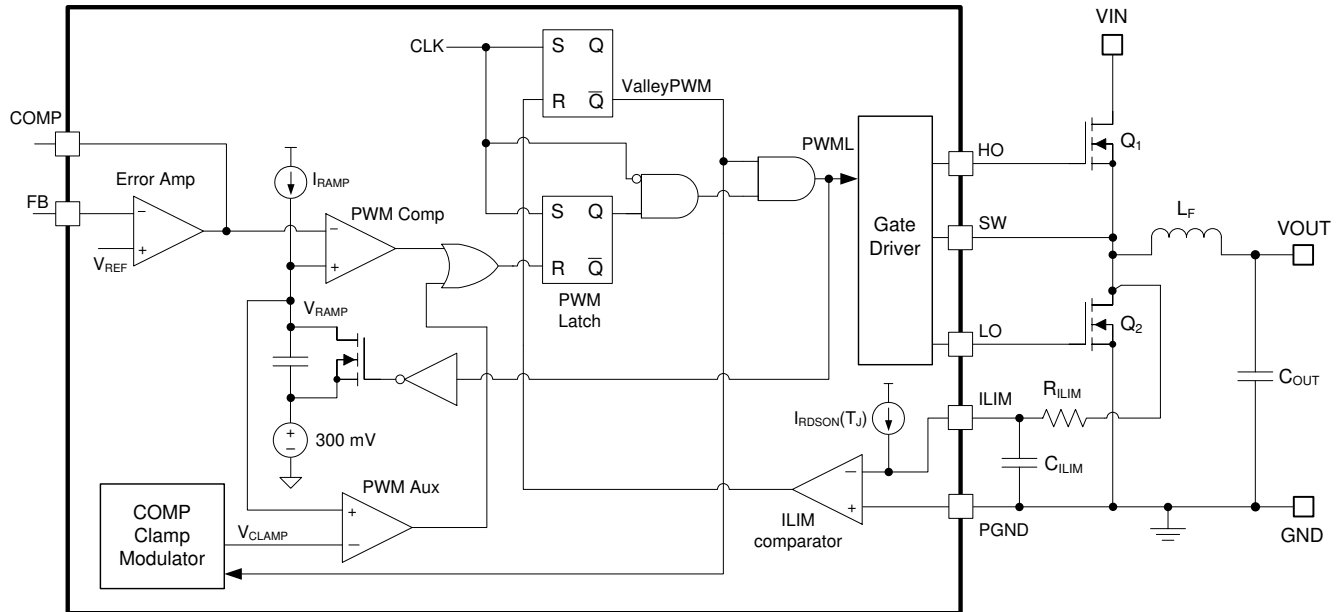 VIN
CLK
S Q
R Q̅
ValleyPWM
COMP
FB
Error Amp
−
+
VREF
IRAMP
PWM Comp
−
+
VRAMP
S Q
R Q̅
PWM
Latch
PWML
Gate
Driver
HO
SW
LO
ILIM
PGND
Q1
Q2
LF
VOUT
COUT
RILIM
CILIM
GND
IRDSON(TJ)
−
+
ILIM
comparator
+
−
300 mV
PWM Aux
+
−
COMP
Clamp
Modulator
VCLAMP